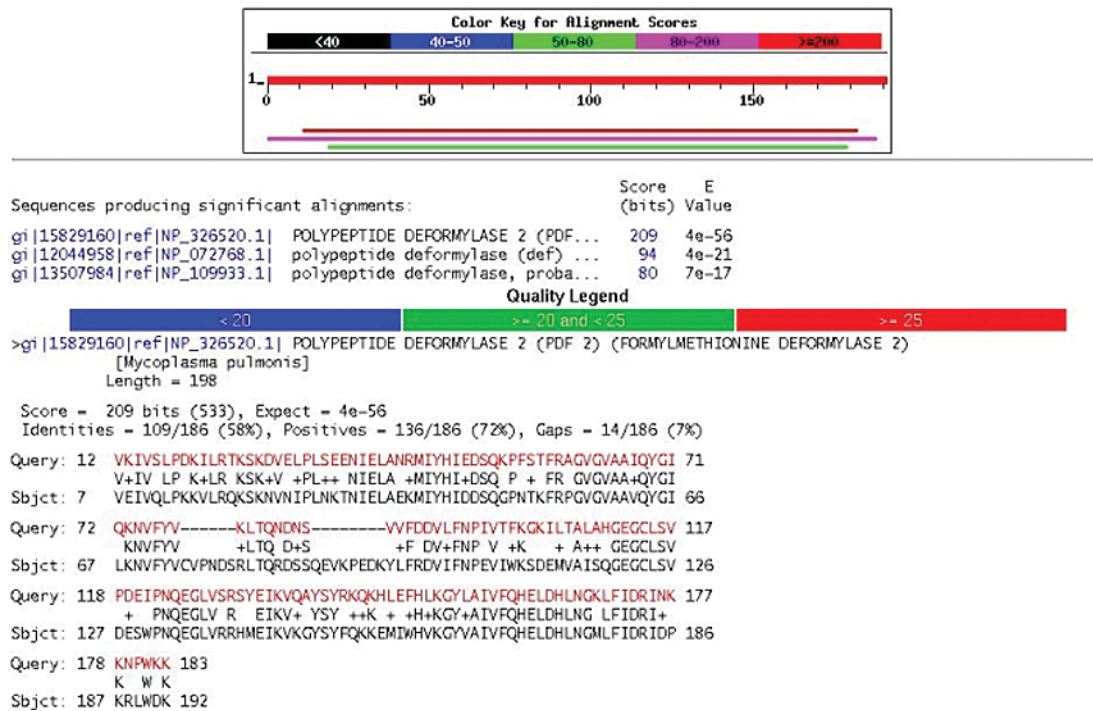 Color Key for Alignment Scores
<40 40-50 50-80 80-200 >=200
1
0 50 100 150
Score E
Sequences producing significant alignments: (bits) Value
gi|15829160|ref|NP_326520.1| POLYPEPTIDE DEFORMYLASE 2 (PDF... 209 4e-56
gi|12044958|ref|NP_072768.1| polypeptide deformylase (def) ... 94 4e-21
gi|13507984|ref|NP_109933.1| polypeptide deformylase, proba... 80 7e-17
Quality Legend
< 20 >= 20 and < 25 >= 25
>gi|15829160|ref|NP_326520.1| POLYPEPTIDE DEFORMYLASE 2 (PDF 2) (FORMYLMETHIONINE DEFORMYLASE 2)
[Mycoplasma pulmonis]
Length = 198
Score = 209 bits (533), Expect = 4e-56
Identities = 109/186 (58%), Positives = 136/186 (72%), Gaps = 14/186 (7%)
Query: 12 VKIVSLPDKILRTKSKDVELPLSEENIELANRMIYHIEDSQKPFSTFRAGVGVAAIQYGI 71
V+IV LP K+LR KSK+V +PL++ NIELA +MIYHI+DSQ P + FR GVGVAA+QYGI
Sbjct: 7 VEIVQLPKKVLRQKSKNVNIPLNKTNIELAEKMIYHIDDSQGPNTKFRPGVGVAAVQYGI 66
Query: 72 QKNVFYV------KLTQNDNS--------VVFDDVLFNPIVTFKGKILTALAHGEGCLSV 117
KNVFYV +LTQ D+S +F DV+FNP V +K + A++ GEGCLSV
Sbjct: 67 LKNVFYVCVPNDSRLTQRDSSQEVKPEDKYLFRDVIFNPEVIWKSDEMVAISQGEGCLSV 126
Query: 118 PDEIPNQEGLVSRSYEIKVQAYSYRKQKHLEFHLKGYLAIVFQHELDHLNGKLFIDRINK 177
+ PNQEGLV R EIKV+ YSY ++K + +H+KGY+AIVFQHELDHLNG LFIDRI+
Sbjct: 127 DESWPNQEGLVRRHMEIKVKGYSYFQKKEMIWHVKGYVAIVFQHELDHLNGMLFIDRIDP 186
Query: 178 KNPWKK 183
K W K
Sbjct: 187 KRLWDK 192